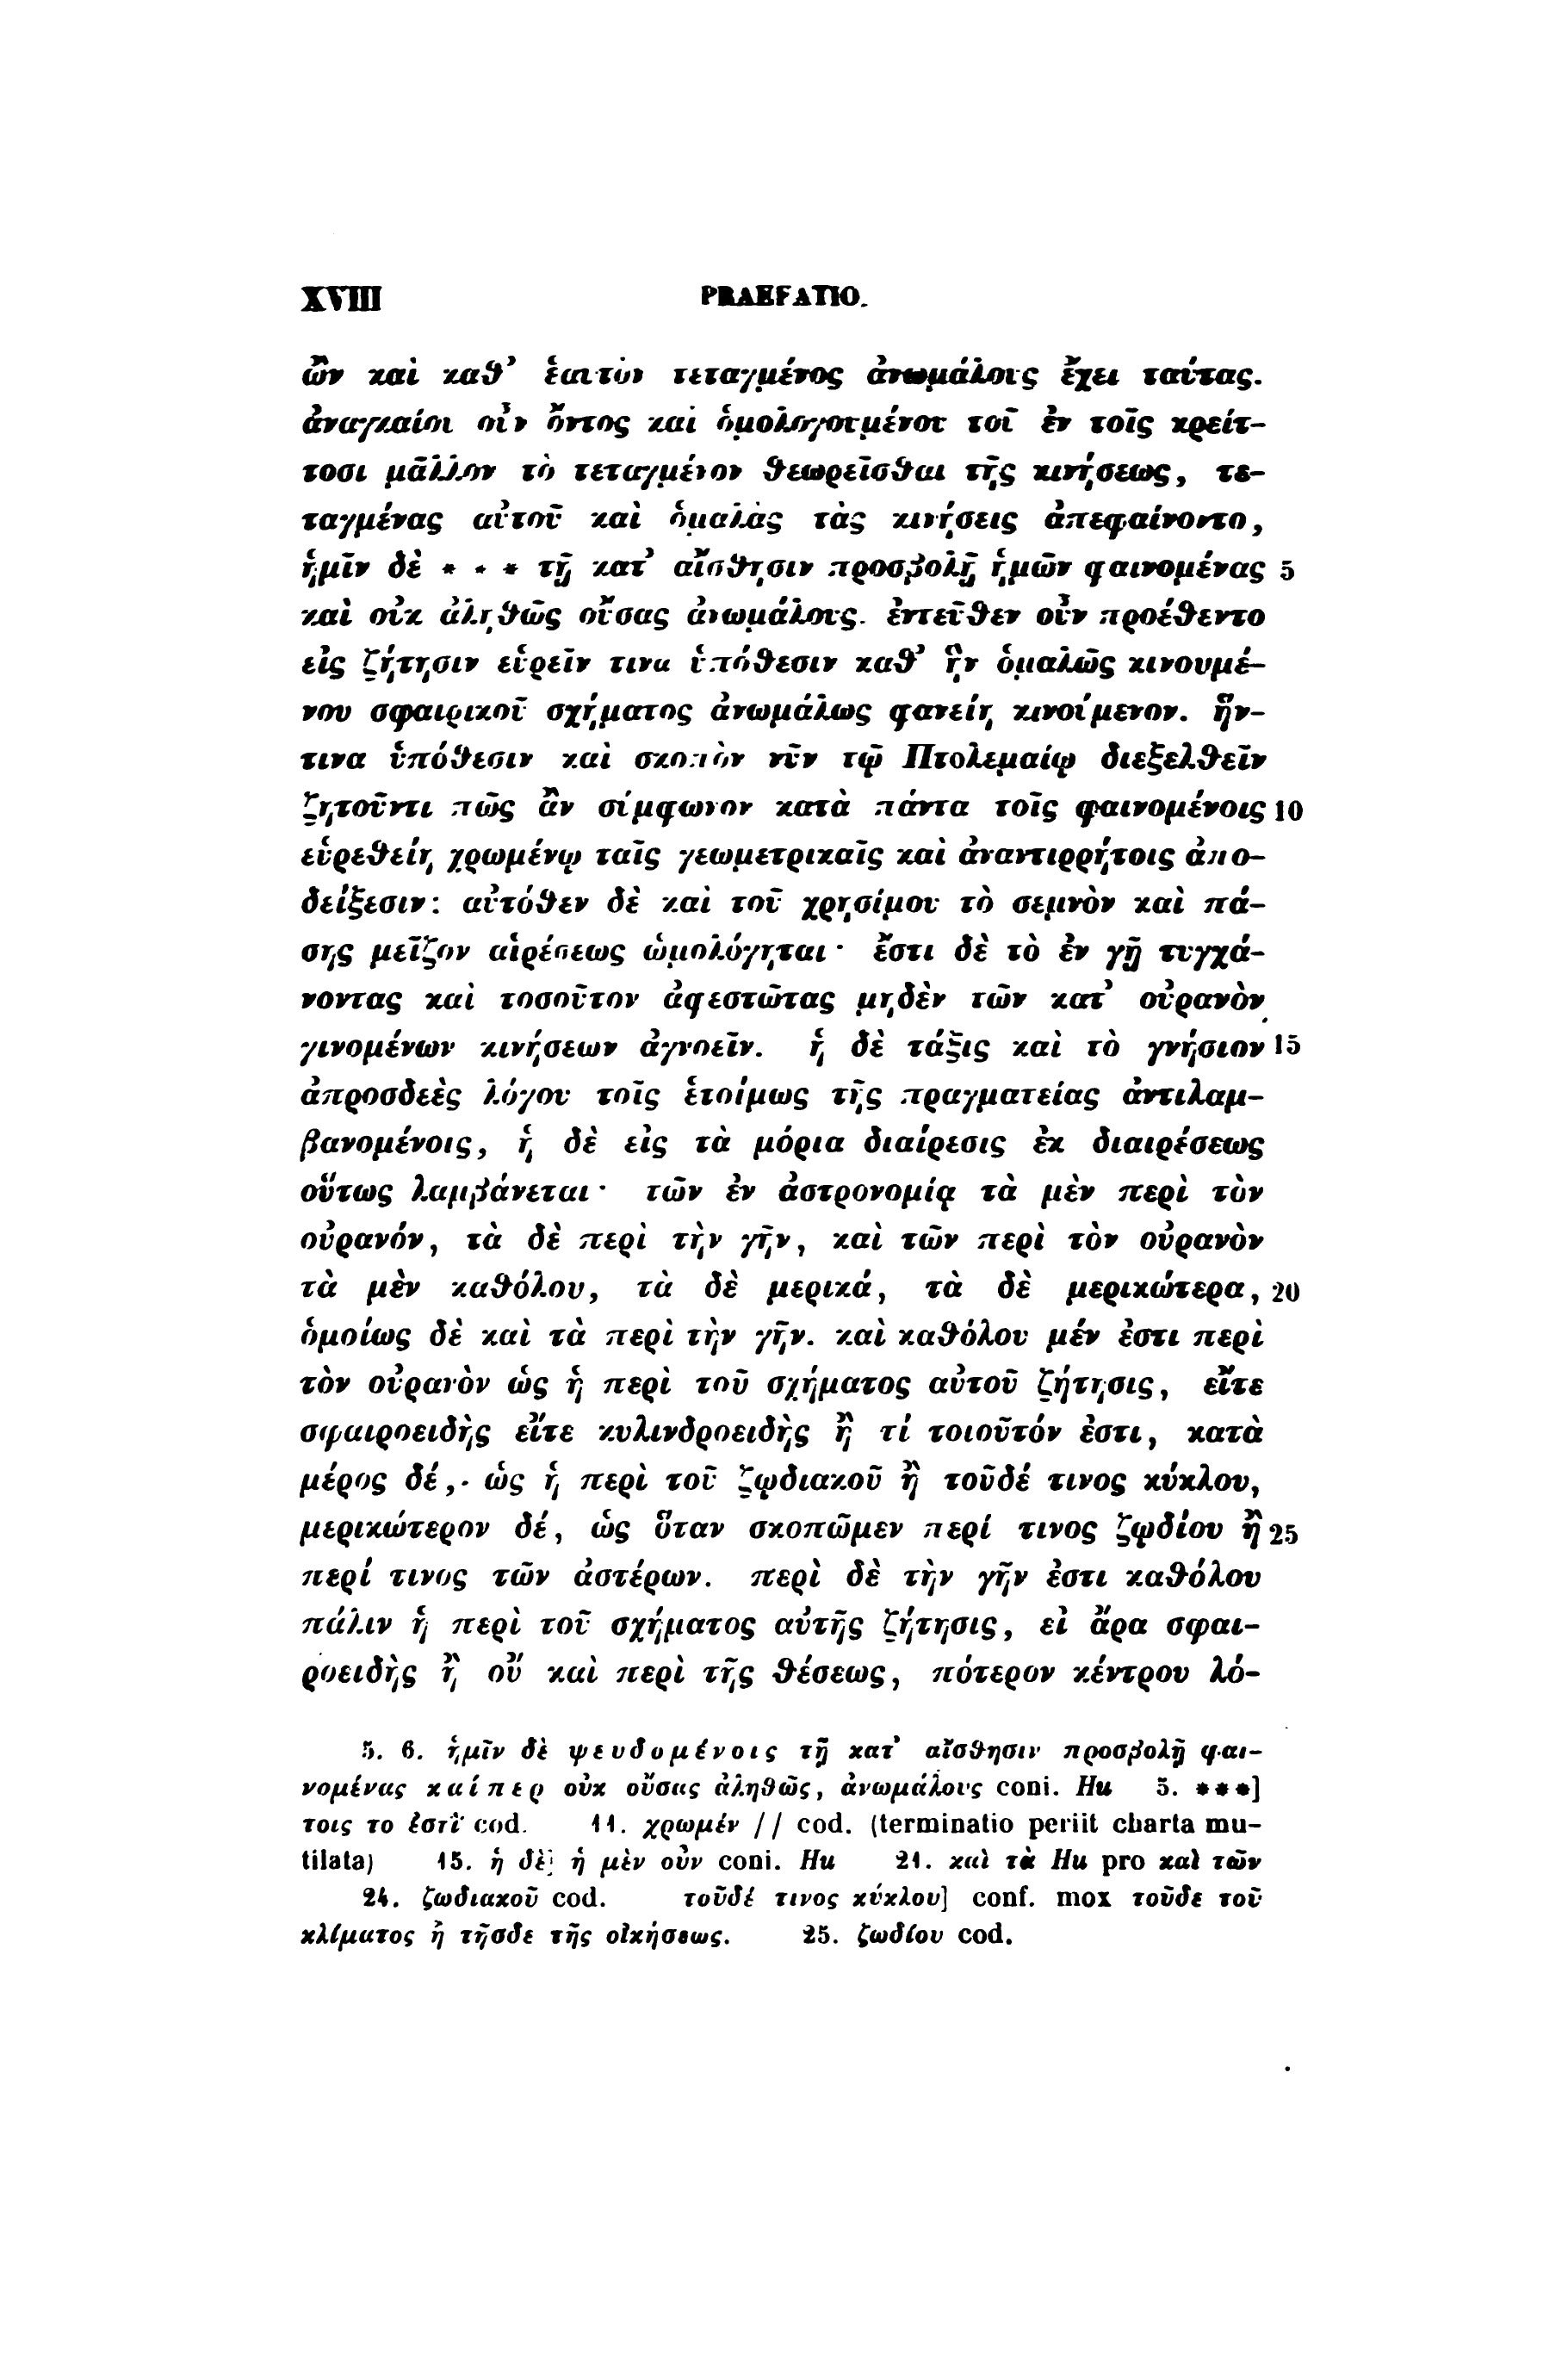 XVIII PRAEFATIO.
ὢν καὶ καθ᾽ ἑαυτὸν τεταγμένος ἀνωμάλους ἔχει ταύτας.
ἀναγκαίου οὖν ὄντος καὶ ὁμολογουμένου τοῦ ἐν τοῖς κρείτ-
τοσι μᾶλλον τὸ τεταγμένον θεωρεῖσθαι τῆς κινήσεως, τε-
ταγμένας αὐτοῦ καὶ ὁμαλὰς τὰς κινήσεις ἀπεφαίνοντο,
ἡμῖν δὲ * * * τῇ κατ᾽ αἴσθησιν προσβολῇ ἡμῶν φαινομένας 5
καὶ οὐκ ἀληθῶς οὔσας ἀνωμάλους. ἐντεῦθεν οὖν προέθεντο
εἰς ζήτησιν εὑρεῖν τινα ὑπόθεσιν καθ᾽ ἣν ὁμαλῶς κινουμέ-
νου σφαιρικοῦ σχήματος ἀνωμάλως φανείη κινούμενον. ἥν-
τινα ὑπόθεσιν καὶ σκοπὸν νῦν τῷ Πτολεμαίῳ διεξελθεῖν
ζητοῦντι πῶς ἂν σύμφωνον κατὰ πάντα τοῖς φαινομένοις 10
εὑρεθείη χρωμένῳ ταῖς γεωμετρικαῖς καὶ ἀναντιρρήτοις ἀπο-
δείξεσιν: αὐτόθεν δὲ καὶ τοῦ χρησίμου τὸ σεμνὸν καὶ πά-
σης μεῖζον αἱρέσεως ὡμολόγηται· ἔστι δὲ τὸ ἐν γῇ τυγχά-
νοντας καὶ τοσοῦτον ἀφεστῶτας μηδὲν τῶν κατ᾽ οὐρανὸν
γινομένων κινήσεων ἀγνοεῖν. ἡ δὲ τάξις καὶ τὸ γνήσιον 15
ἀπροσδεὲς λόγου τοῖς ἑτοίμως τῆς πραγματείας ἀντιλαμ-
βανομένοις, ἡ δὲ εἰς τὰ μόρια διαίρεσις ἐκ διαιρέσεως
οὕτως λαμβάνεται· τῶν ἐν ἀστρονομίᾳ τὰ μὲν περὶ τὸν
οὐρανόν, τὰ δὲ περὶ τὴν γῆν, καὶ τῶν περὶ τὸν οὐρανὸν
τὰ μὲν καθόλου, τὰ δὲ μερικά, τὰ δὲ μερικώτερα, 20
ὁμοίως δὲ καὶ τὰ περὶ τὴν γῆν. καὶ καθόλου μέν ἐστι περὶ
τὸν οὐρανὸν ὡς ἡ περὶ τοῦ σχήματος αὐτοῦ ζήτησις, εἴτε
σφαιροειδὴς εἴτε κυλινδροειδὴς ἢ τί τοιοῦτόν ἐστι, κατὰ
μέρος δέ, ὡς ἡ περὶ τοῦ ζῳδιακοῦ ἢ τοῦδέ τινος κύκλου,
μερικώτερον δέ, ὡς ὅταν σκοπῶμεν περί τινος ζῳδίου ἢ 25
περί τινος τῶν ἀστέρων. περὶ δὲ τὴν γῆν ἐστι καθόλου
πάλιν ἡ περὶ τοῦ σχήματος αὐτῆς ζήτησις, εἰ ἄρα σφαι-
ροειδὴς ἢ οὔ καὶ περὶ τῆς θέσεως, πότερον κέντρου λό-
5. 6. ἡμῖν δὲ ψευδομένοις τῇ κατ᾽ αἴσθησιν προσβολῇ φαι-
νομένας καίπερ οὐκ οὔσας ἀληθῶς, ἀνωμάλους coni. Hu 5. ***]
τοις το ἐστὶ cod. 11. χρωμέν // cod. (terminatio periit charta mu-
tilata) 15. ἡ δὲ] ἡ μὲν οὖν coni. Hu 21. καὶ τὰ Hu pro καὶ τῶν
24. ζωδιακοῦ cod. τοῦδέ τινος κύκλου] conf. mox τοῦδε τοῦ
κλίματος ἢ τῆσδε τῆς οἰκήσεως. 25. ζωδίου cod.